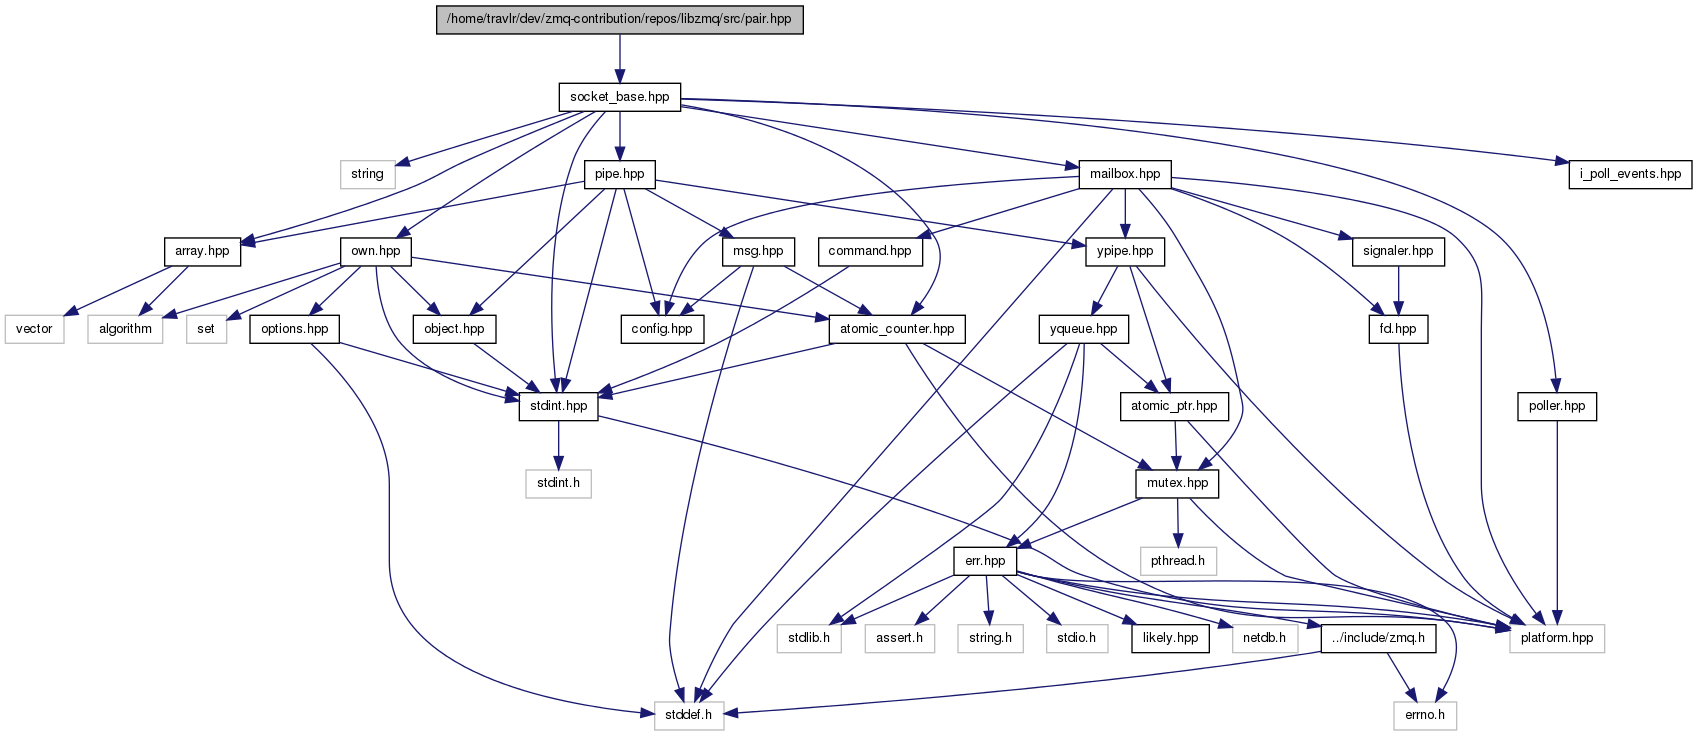 /home/travlr/dev/zmq-contribution/repos/libzmq/src/pair.hpp
socket_base.hpp
string
pipe.hpp
mailbox.hpp
i_poll_events.hpp
array.hpp
own.hpp
msg.hpp
command.hpp
ypipe.hpp
signaler.hpp
vector
algorithm
set
options.hpp
object.hpp
config.hpp
atomic_counter.hpp
yqueue.hpp
fd.hpp
stdint.hpp
atomic_ptr.hpp
poller.hpp
stdint.h
mutex.hpp
err.hpp
pthread.h
stdlib.h
assert.h
string.h
stdio.h
likely.hpp
netdb.h
../include/zmq.h
platform.hpp
stddef.h
errno.h